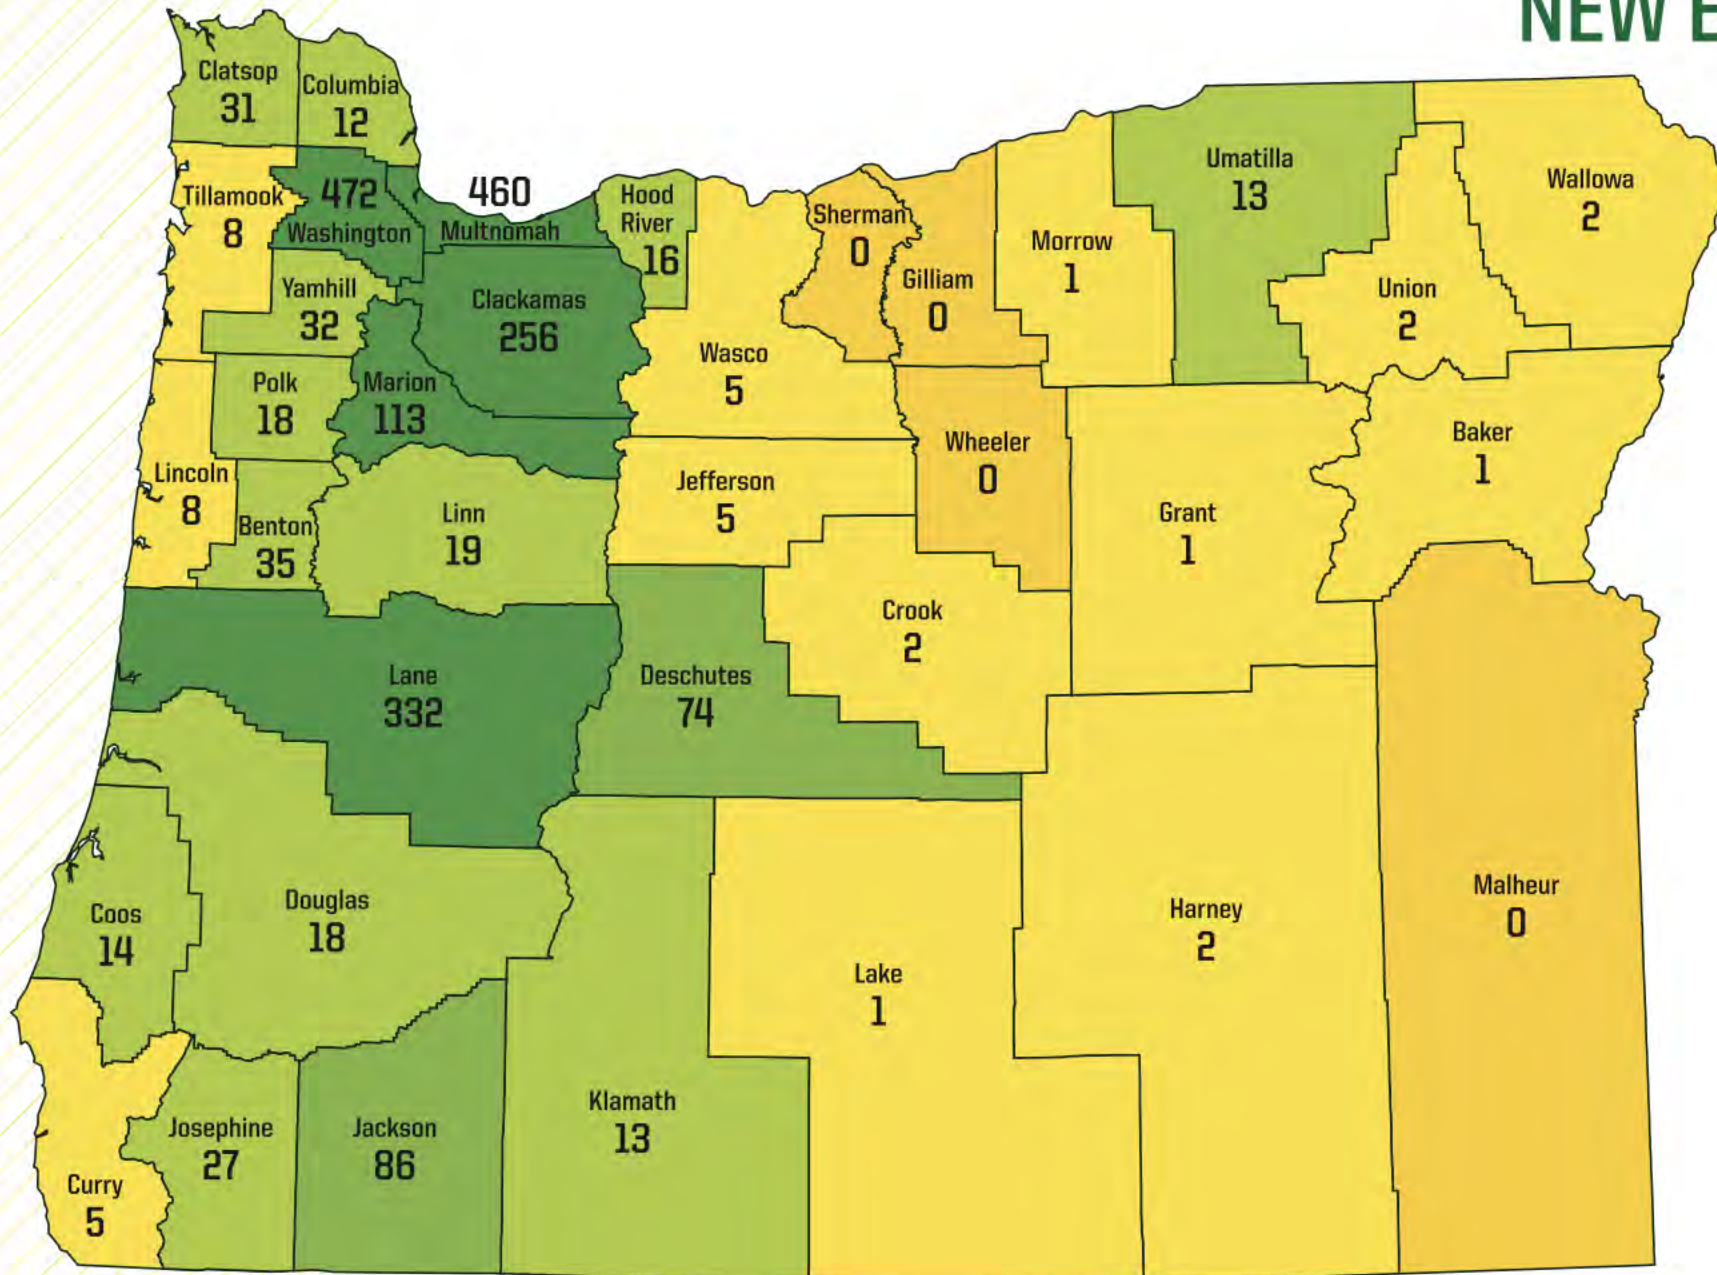 NEW E
Clatsop
31
Columbia
12
Tillamook
8
472
Washington
460
Multnomah
Hood
River
16
Sherman
0
Gilliam
0
Morrow
1
Umatilla
13
Union
2
Wallowa
2
Yamhill
32
Clackamas
256
Wasco
5
Polk
18
Marion
113
Wheeler
0
Baker
1
Lincoln
8
Benton
35
Linn
19
Jefferson
5
Grant
1
Crook
2
Lane
332
Deschutes
74
Coos
14
Douglas
18
Lake
1
Harney
2
Malheur
0
Curry
5
Josephine
27
Jackson
86
Klamath
13